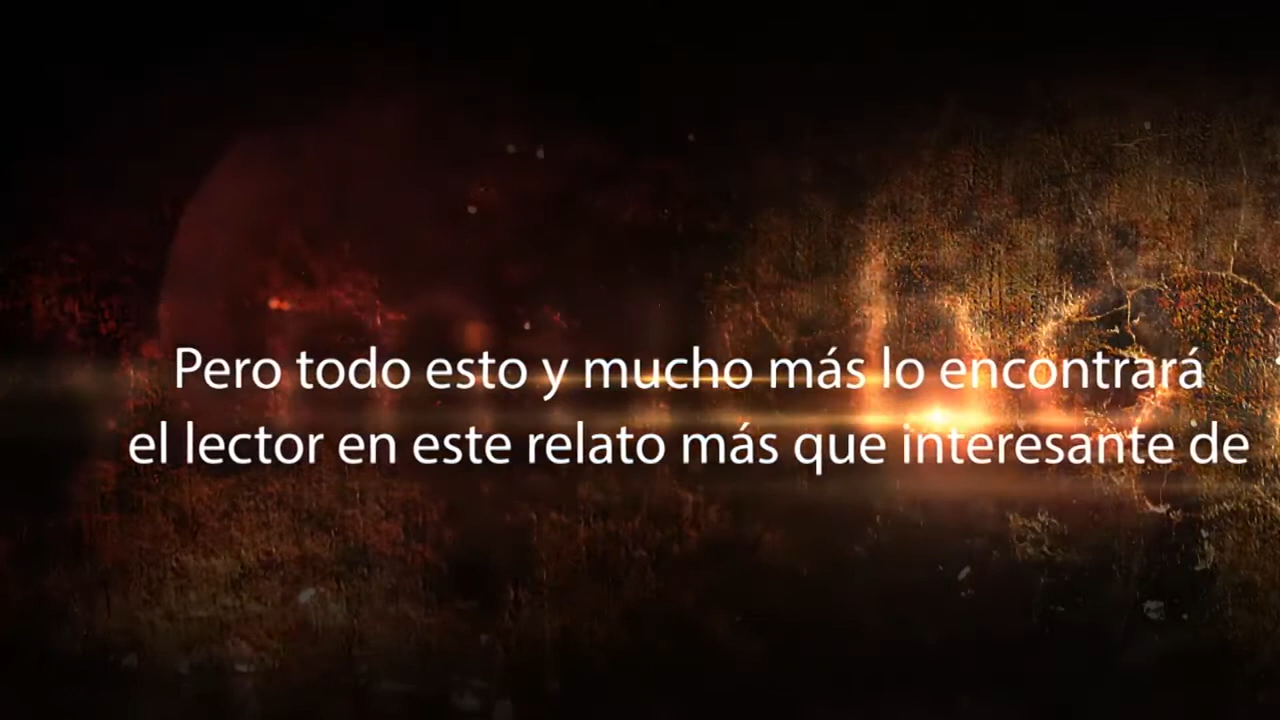 Pero todo esto y mucho más lo encontrará
el lector en este relato más que interesante de